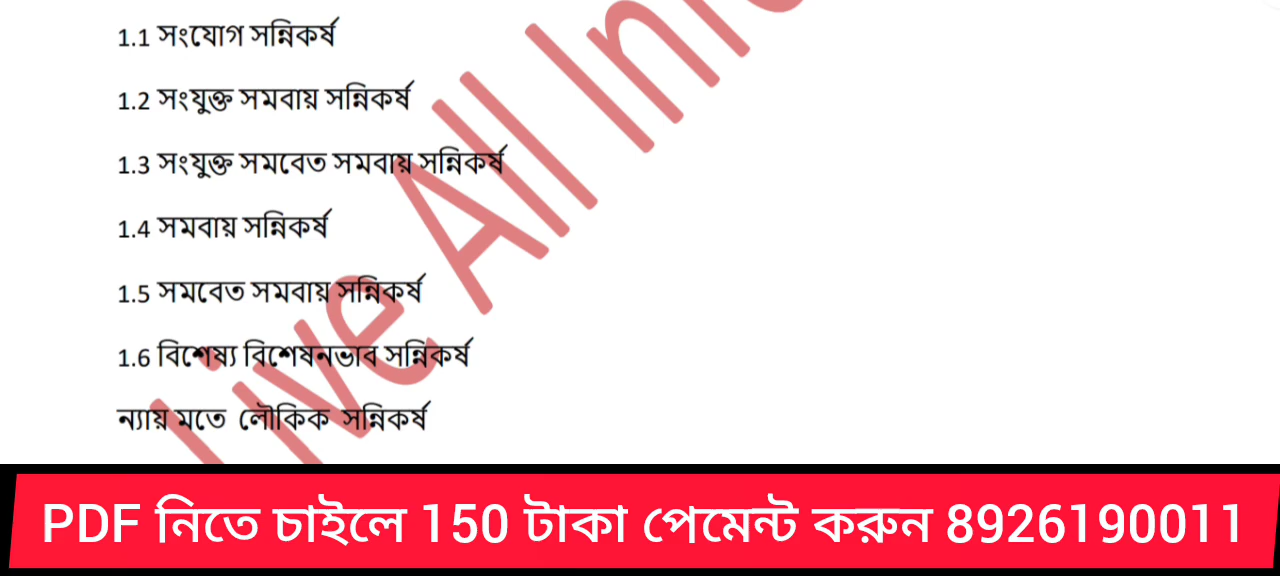 1.1 সংযোগ সন্নিকর্ষ
1.2 সংযুক্ত সমবায় সন্নিকর্ষ
1.3 সংযুক্ত সমবেত সমবায় সন্নিকর্ষ
1.4 সমবায় সন্নিকর্ষ
1.5 সমবেত সমবায় সন্নিকর্ষ
1.6 বিশেষ্য বিশেষনভাব সন্নিকর্ষ
ন্যায় মতে লৌকিক সন্নিকর্ষ
Live All
PDF নিতে চাইলে 150 টাকা পেমেন্ট করুন 8926190011